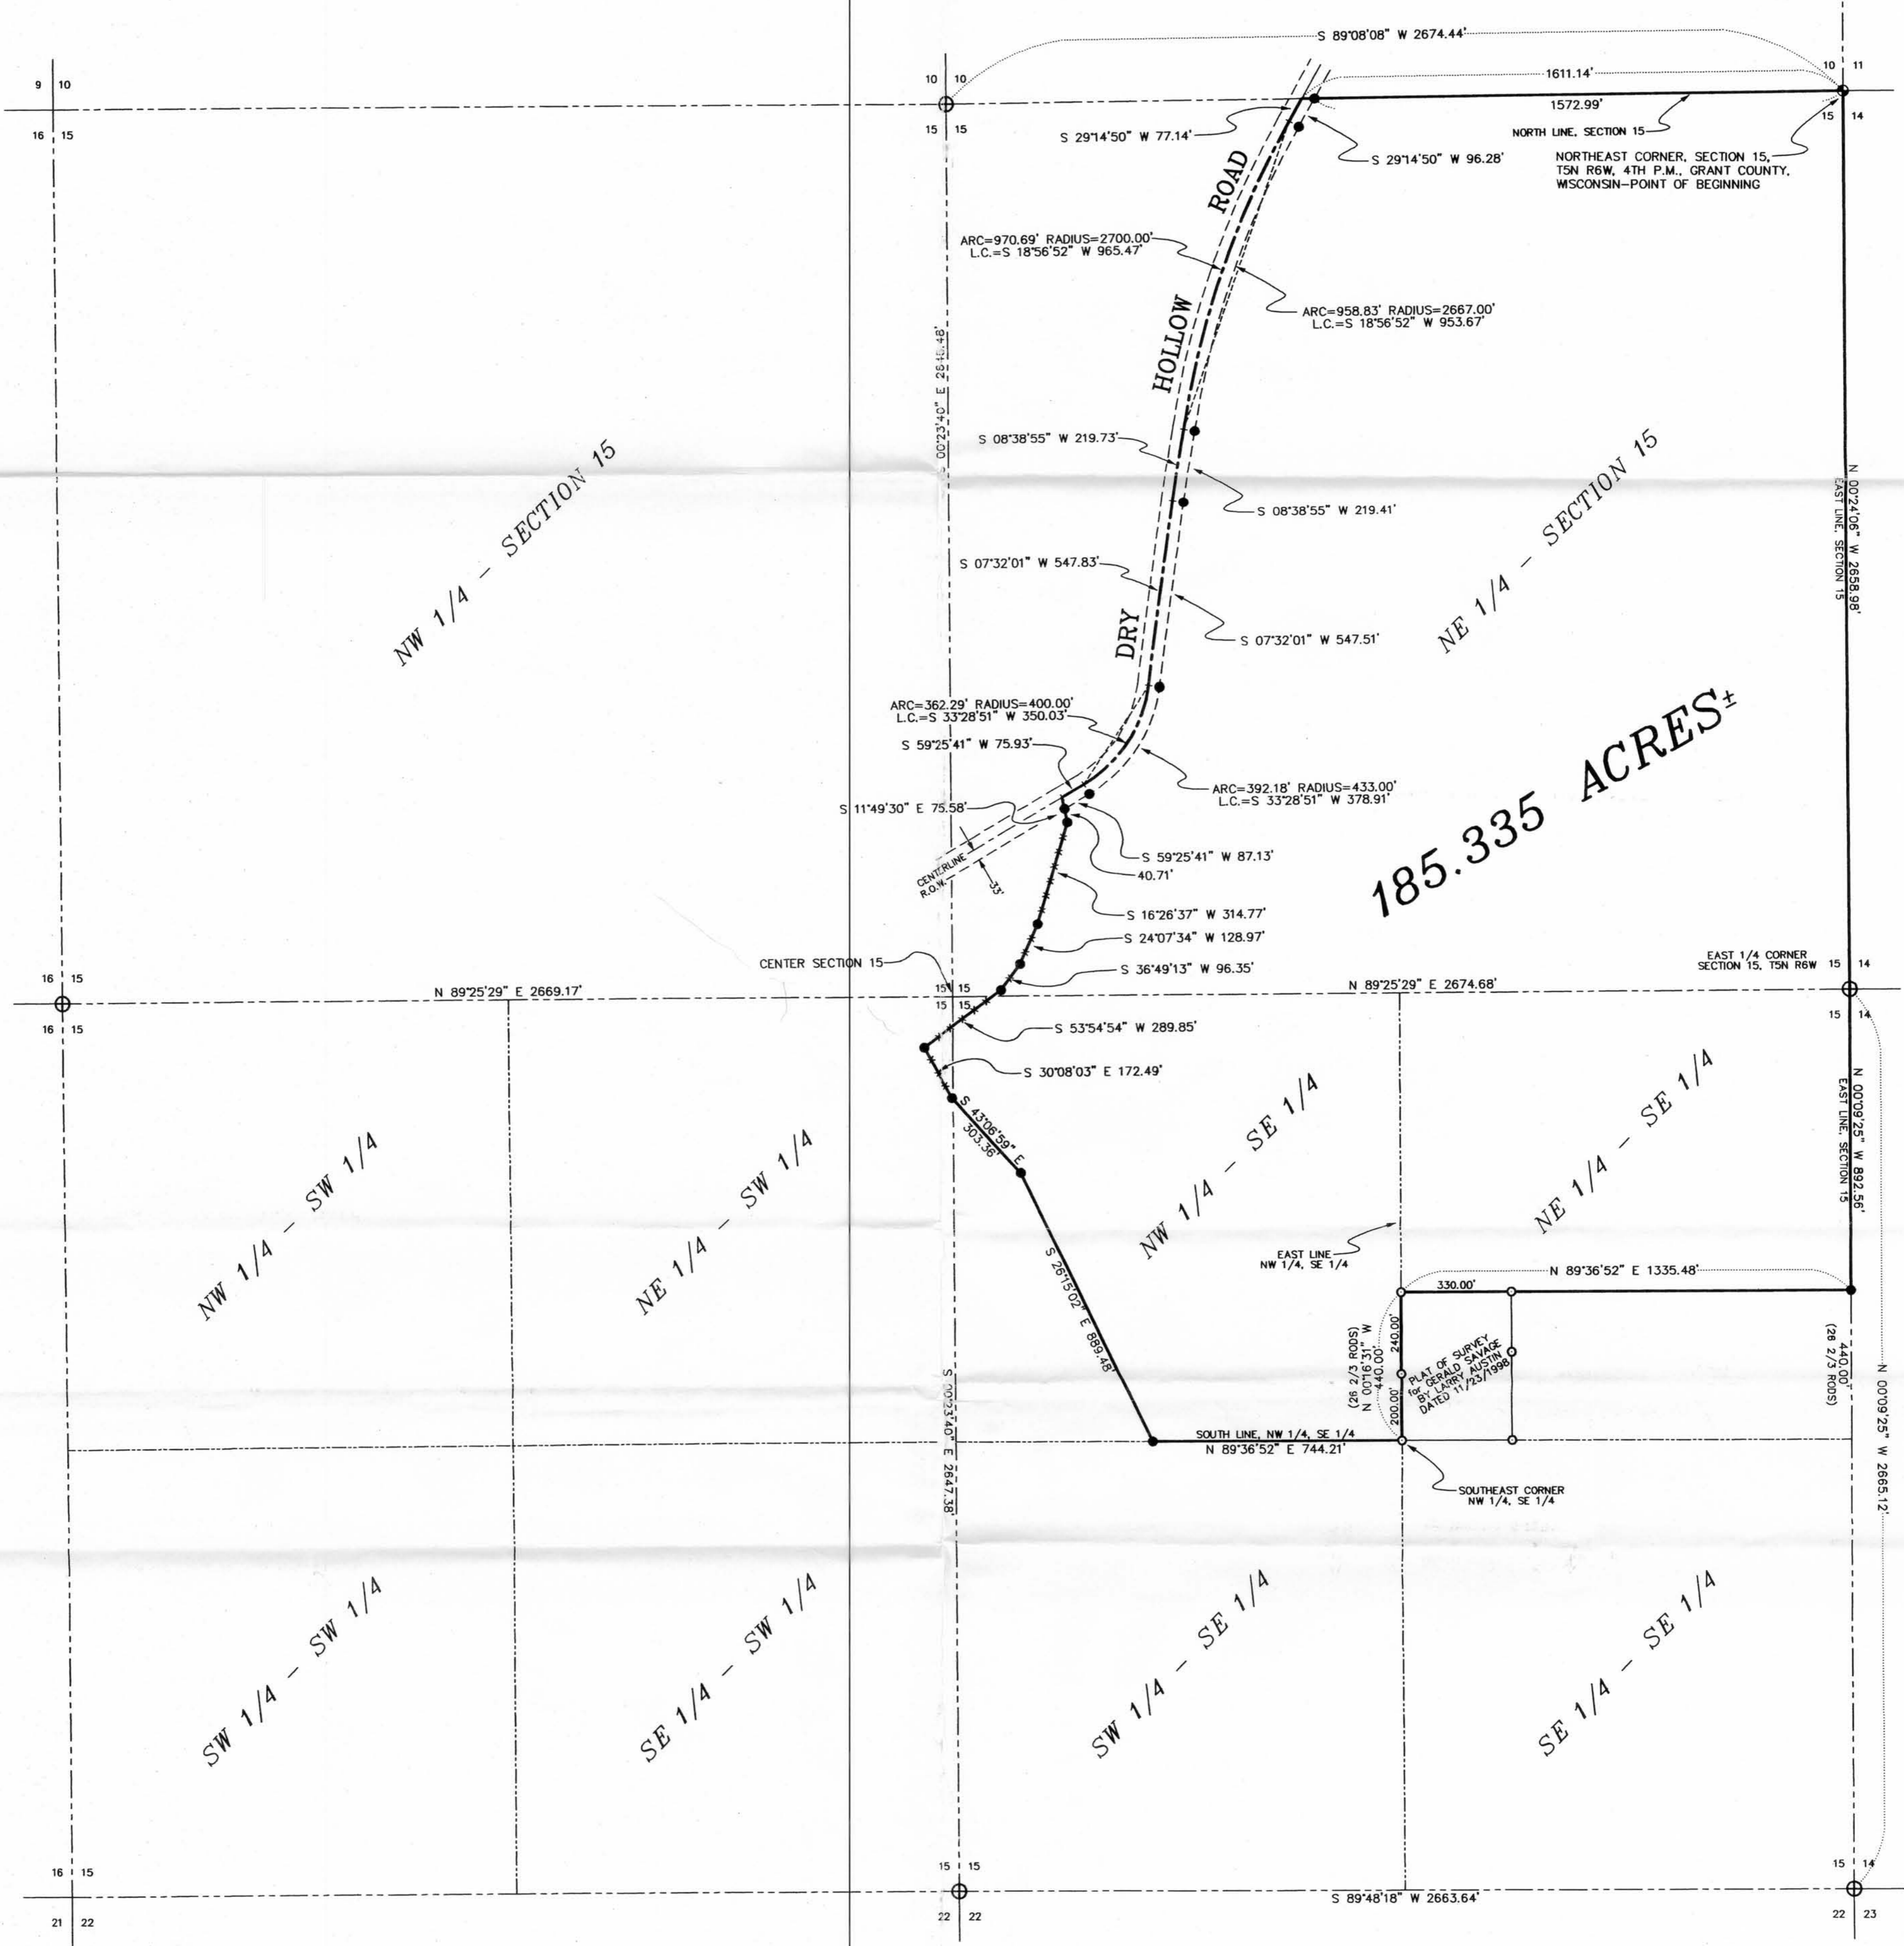 S 89°08'08" W 2674.44'
9 10
10 10
10 11
1611.14'
1572.99'
16 15
15 15
15 14
S 29°14'50" W 77.14'
NORTH LINE, SECTION 15
S 29°14'50" W 96.28'
NORTHEAST CORNER, SECTION 15,
T5N R6W, 4TH P.M., GRANT COUNTY,
WISCONSIN-POINT OF BEGINNING
ROAD
ARC=970.69' RADIUS=2700.00'
L.C.=S 18°56'52" W 965.47'
ARC=958.83' RADIUS=2667.00'
L.C.=S 18°56'52" W 953.67'
HOLLOW
S 00°23'40" E
S 08°38'55" W 219.73'
NW 1/4 - SECTION 15
NE 1/4 - SECTION 15
N 00°24'06" W 2658.98'
EAST LINE, SECTION 15
S 08°38'55" W 219.41'
S 07°32'01" W 547.83'
DRY
S 07°32'01" W 547.51'
ARC=362.29' RADIUS=400.00'
L.C.=S 33°28'51" W 350.03'
S 59°25'41" W 75.93'
185.335 ACRES±
ARC=392.18' RADIUS=433.00'
L.C.=S 33°28'51" W 378.91'
S 11°49'30" E 75.58'
CENTERLINE
R.O.W.
33'
S 59°25'41" W 87.13'
40.71'
S 16°26'37" W 314.77'
S 24°07'34" W 128.97'
CENTER SECTION 15
S 36°49'13" W 96.35'
EAST 1/4 CORNER
SECTION 15, T5N R6W
16 15
15 15
15 14
N 89°25'29" E 2669.17'
N 89°25'29" E 2674.68'
16 15
15 15
15 14
S 53°54'54" W 289.85'
S 30°08'03" E 172.49'
S 43°06'59" E
303.36'
NW 1/4 - SW 1/4
NE 1/4 - SW 1/4
NW 1/4 - SE 1/4
NE 1/4 - SE 1/4
N 00°09'25" W 892.56'
EAST LINE, SECTION 15
S 26°15'02" E 889.48'
EAST LINE
NW 1/4, SE 1/4
N 89°36'52" E 1335.48'
330.00'
(26 2/3 RODS)
N 00°16'31" W
440.00'
240.00'
200.00'
PLAT OF SURVEY
for GERALD SAVAGE
BY LARRY AUSTIN
DATED 11/23/1998
440.00'
(26 2/3 RODS)
N 00°09'25" W 2665.12'
S 00°23'40" E 2647.38'
SOUTH LINE, NW 1/4, SE 1/4
N 89°36'52" E 744.21'
SOUTHEAST CORNER
NW 1/4, SE 1/4
SW 1/4 - SW 1/4
SE 1/4 - SW 1/4
SW 1/4 - SE 1/4
SE 1/4 - SE 1/4
16 15
15 15
15 14
S 89°48'18" W 2663.64'
21 22
22 22
22 23